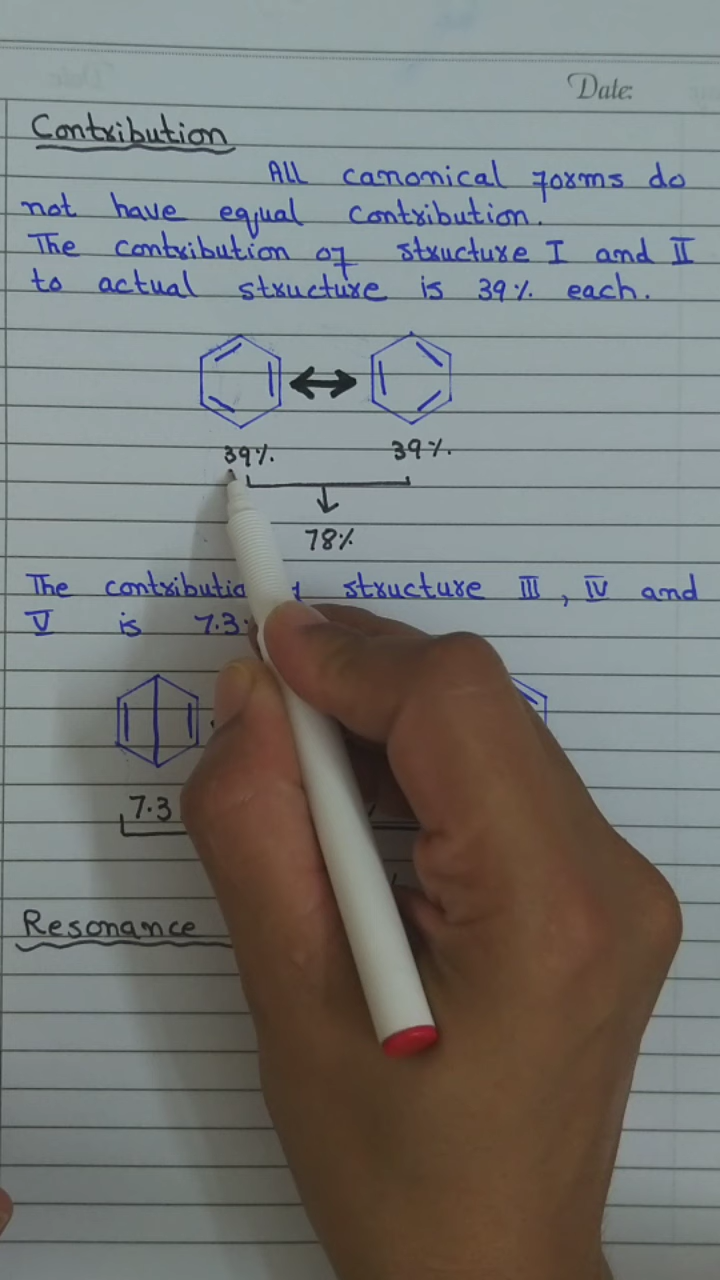 Date:
Contribution
All canonical forms do
not have equal contribution.
The contribution of structure I and II
to actual structure is 39% each.
39% 39%.
78%
The structure III, IV and
V is 7.3
7.3
Resonance